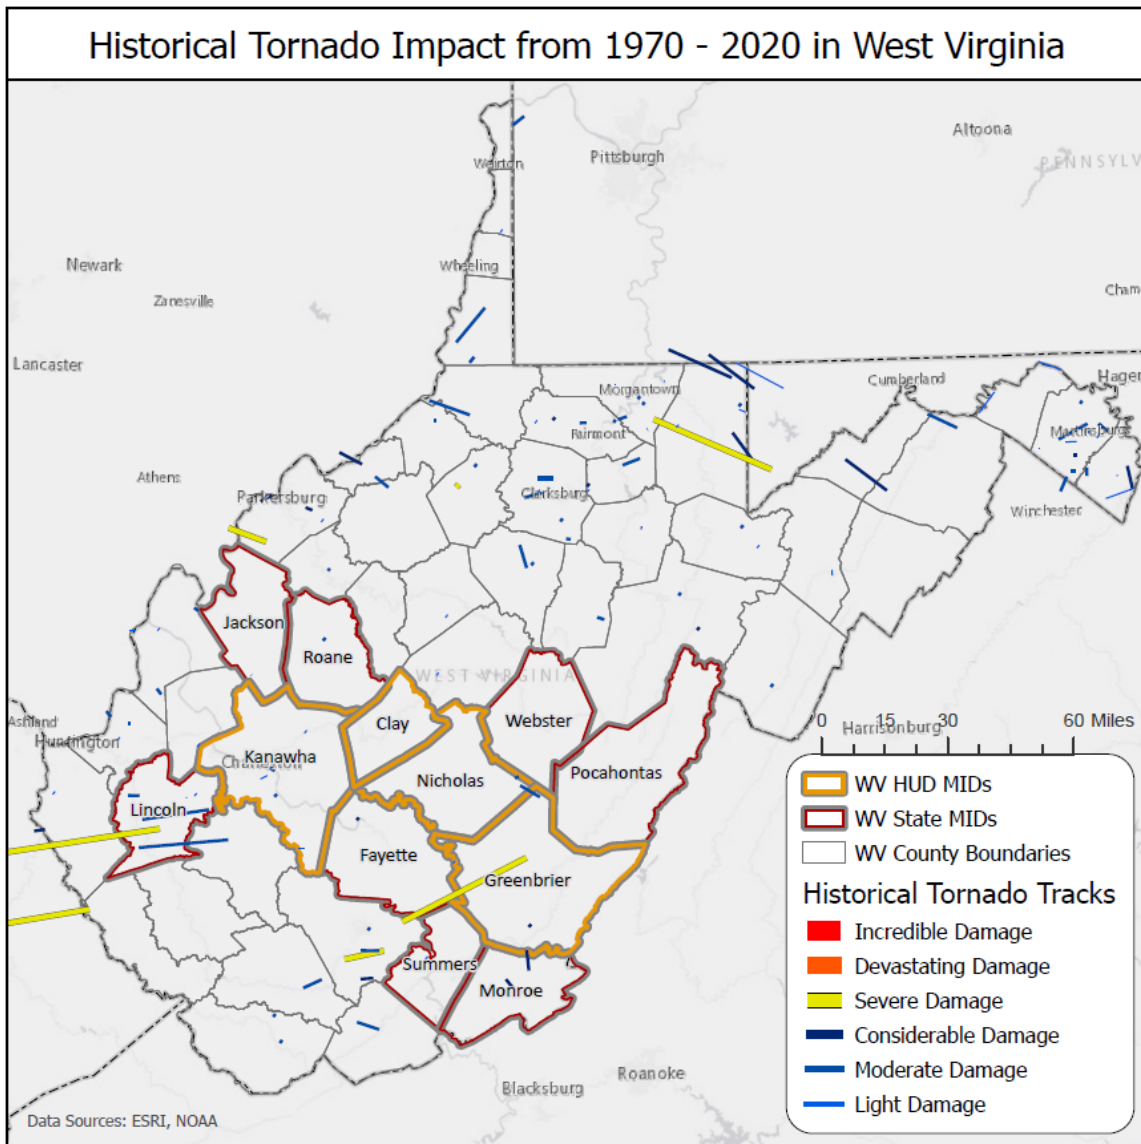 Historical Tornado Impact from 1970 - 2020 in West Virginia
Altoona
Pittsburgh
PENNSYLV
Weirton
Newark
Wheeling
Zanesville
Cham
Lancaster
Cumberland
Hager
Morgantown
Fairmont
Martinsburg
Athens
Clarksburg
Parkersburg
Winchester
Jackson
Roane
WEST VIRGINIA
Webster
Clay
Ashland
Huntington
Kanawha
Charleston
Nicholas
Pocahontas
Harrisonburg
0 15 30 60 Miles
Lincoln
Fayette
Greenbrier
Summers
Monroe
Roanoke
Blacksburg
WV HUD MIDs
WV State MIDs
WV County Boundaries
Historical Tornado Tracks
Incredible Damage
Devastating Damage
Severe Damage
Considerable Damage
Moderate Damage
Light Damage
Data Sources: ESRI, NOAA